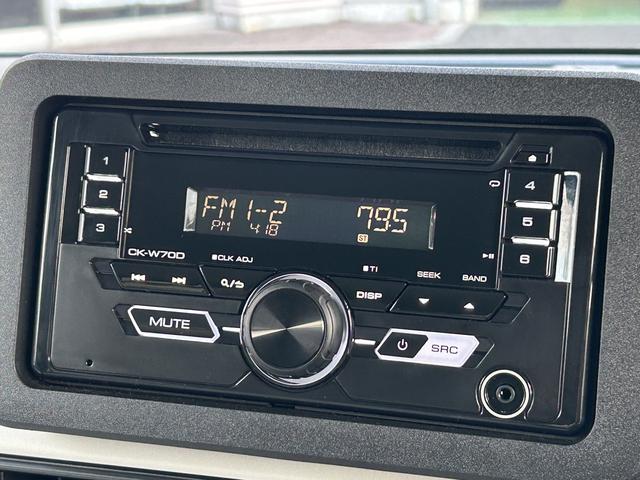 1
2
3
4
5
6
FM1-2 79.5
PM 4:18 ST
CK-W70D
CLK ADJ
TI
SEEK
BAND
DISP
MUTE
SRC